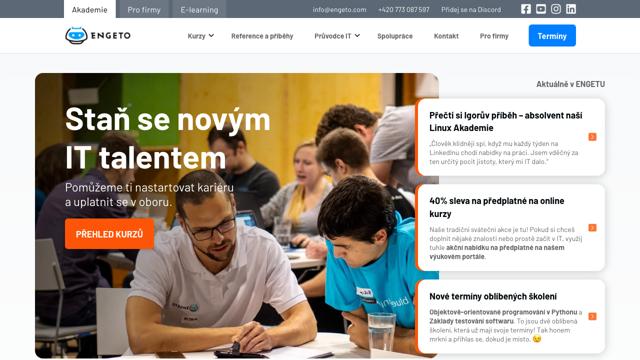 Akademie
Pro firmy
E-learning
info@engeto.com
+420 773 087 597
Přidej se na Discord
ENGETO
Kurzy
Reference a příběhy
Průvodce IT
Spolupráce
Kontakt
Pro firmy
Termíny
Staň se novým
IT talentem
Pomůžeme ti nastartovat kariéru
a uplatnit se v oboru.
PŘEHLED KURZŮ
Aktuálně v ENGETU
Přečti si Igorův příběh – absolvent naší
Linux Akademie
„Člověk klidněji spí, když mu každý týden na
LinkedInu chodí nabídky na práci. Jsem vděčný za
ten určitý pocit jistoty, který mi IT dalo."
40% sleva na předplatné na online
kurzy
Naše tradiční sváteční akce je tu! Pokud si chceš
doplnit nějaké znalosti nebo prostě začít v IT, využij
tuhle akční nabídku na předplatné na našem
výukovém portále.
Nové termíny oblíbených školení
Objektově-orientované programování v Pythonu a
Základy testování softwaru. To jsou dvě oblíbená
školení, která už mají svoje termíny! Tak honem
mrkni a přihlas se, dokud je místo. 😉